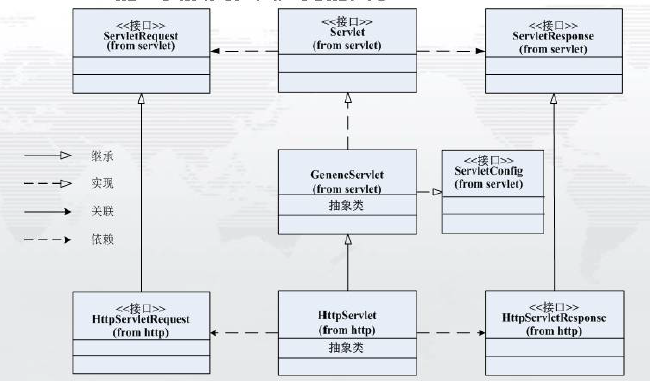 <<接口>>
ServletRequest
(from servlet)
<<接口>>
Servlet
(from servlet)
<<接口>>
ServletResponse
(from servlet)
继承
实现
关联
依赖
GenericServlet
(from servlet)
抽象类
<<接口>>
ServletConfig
(from servlet)
<<接口>>
HttpServletRequest
(from http)
HttpServlet
(from http)
抽象类
<<接口>>
HttpServletResponse
(from http)